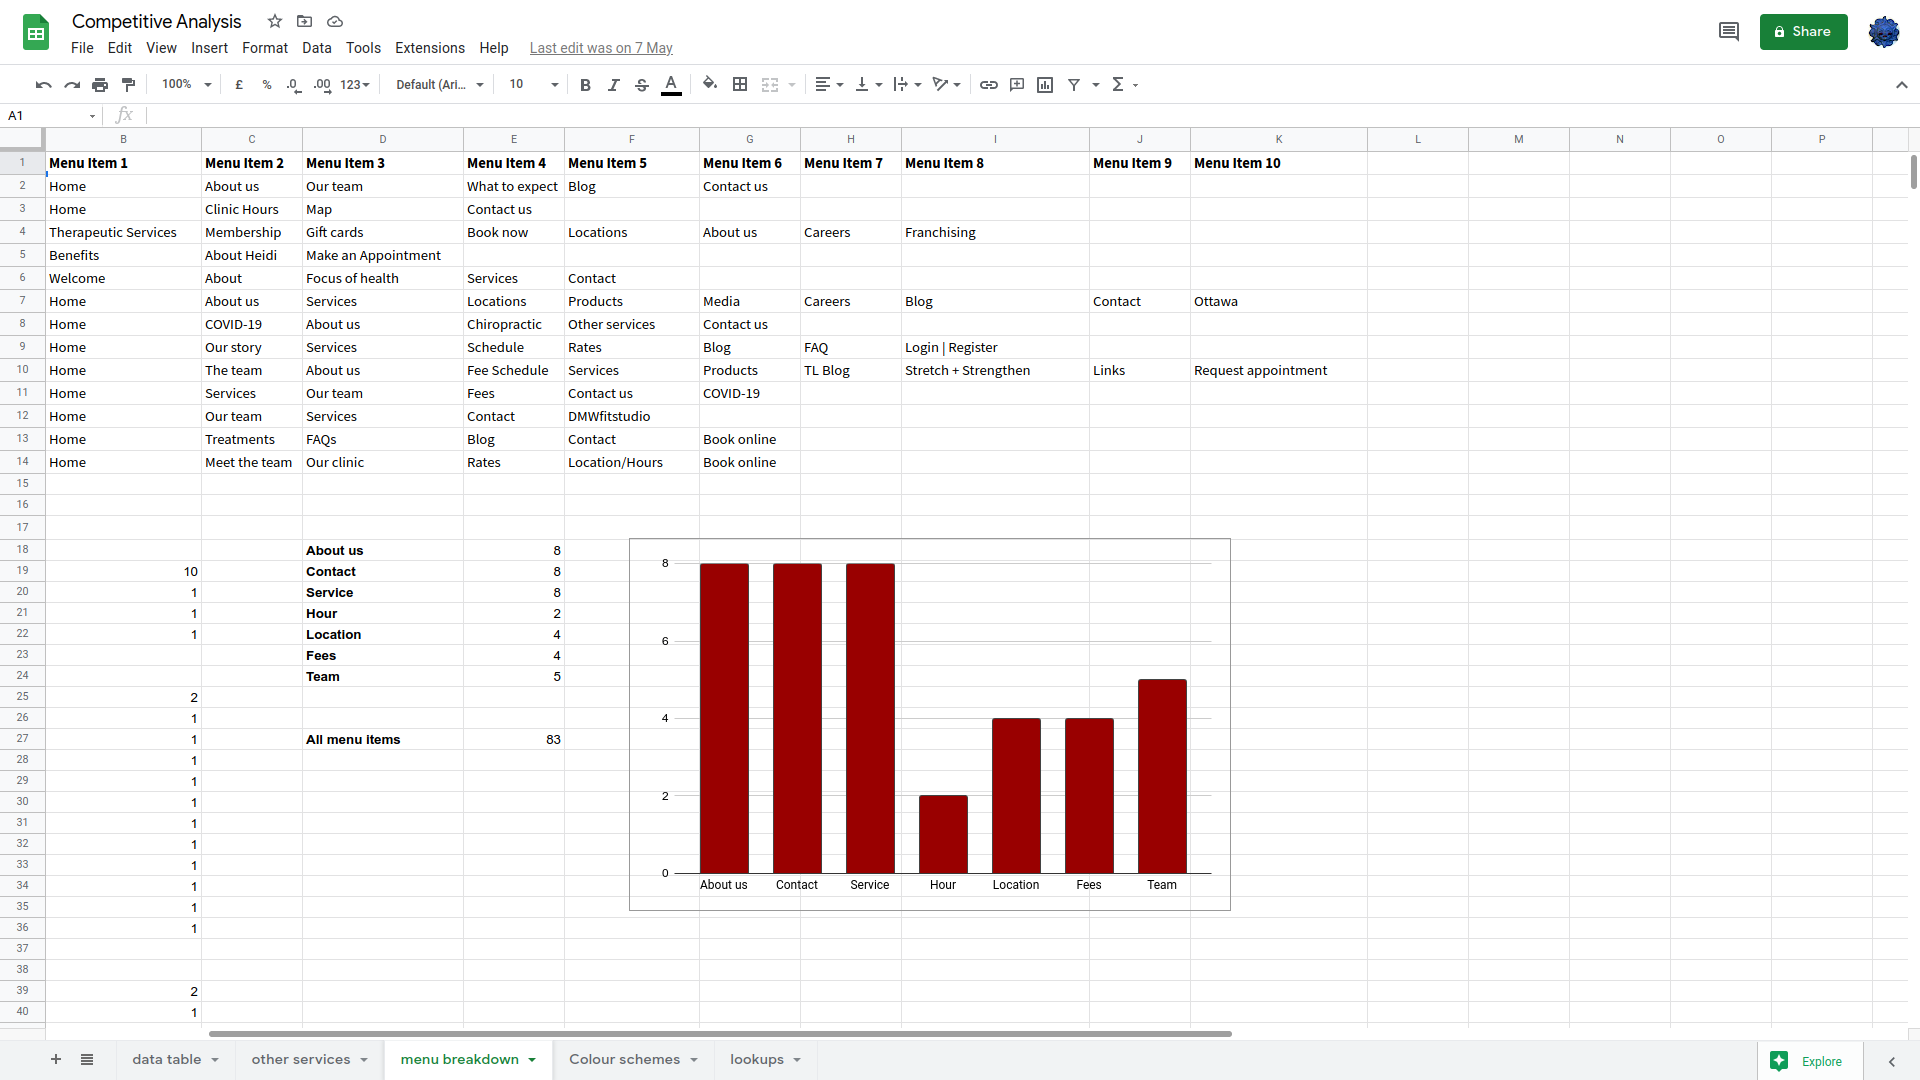 Competitive Analysis
File Edit View Insert Format Data Tools Extensions Help Last edit was on 7 May
Share
100% £ % .0 .00 123 Default (Ari... 10 B I S A Σ
A1 fx
B C D E F G H I J K L M N O P
1 Menu Item 1 Menu Item 2 Menu Item 3 Menu Item 4 Menu Item 5 Menu Item 6 Menu Item 7 Menu Item 8 Menu Item 9 Menu Item 10
2 Home About us Our team What to expect Blog Contact us
3 Home Clinic Hours Map Contact us
4 Therapeutic Services Membership Gift cards Book now Locations About us Careers Franchising
5 Benefits About Heidi Make an Appointment
6 Welcome About Focus of health Services Contact
7 Home About us Services Locations Products Media Careers Blog Contact Ottawa
8 Home COVID-19 About us Chiropractic Other services Contact us
9 Home Our story Services Schedule Rates Blog FAQ Login | Register
10 Home The team About us Fee Schedule Services Products TL Blog Stretch + Strengthen Links Request appointment
11 Home Services Our team Fees Contact us COVID-19
12 Home Our team Services Contact DMWfitstudio
13 Home Treatments FAQs Blog Contact Book online
14 Home Meet the team Our clinic Rates Location/Hours Book online
15
16
17
18 About us 8
19 10 Contact 8
20 1 Service 8
21 1 Hour 2
22 1 Location 4
23 Fees 4
24 Team 5
25 2
26 1
27 1 All menu items 83
28 1
29 1
30 1
31 1
32 1
33 1
34 1
35 1
36 1
37
38
39 2
40 1
8
6
4
2
0
About us Contact Service Hour Location Fees Team
data table other services menu breakdown Colour schemes lookups Explore